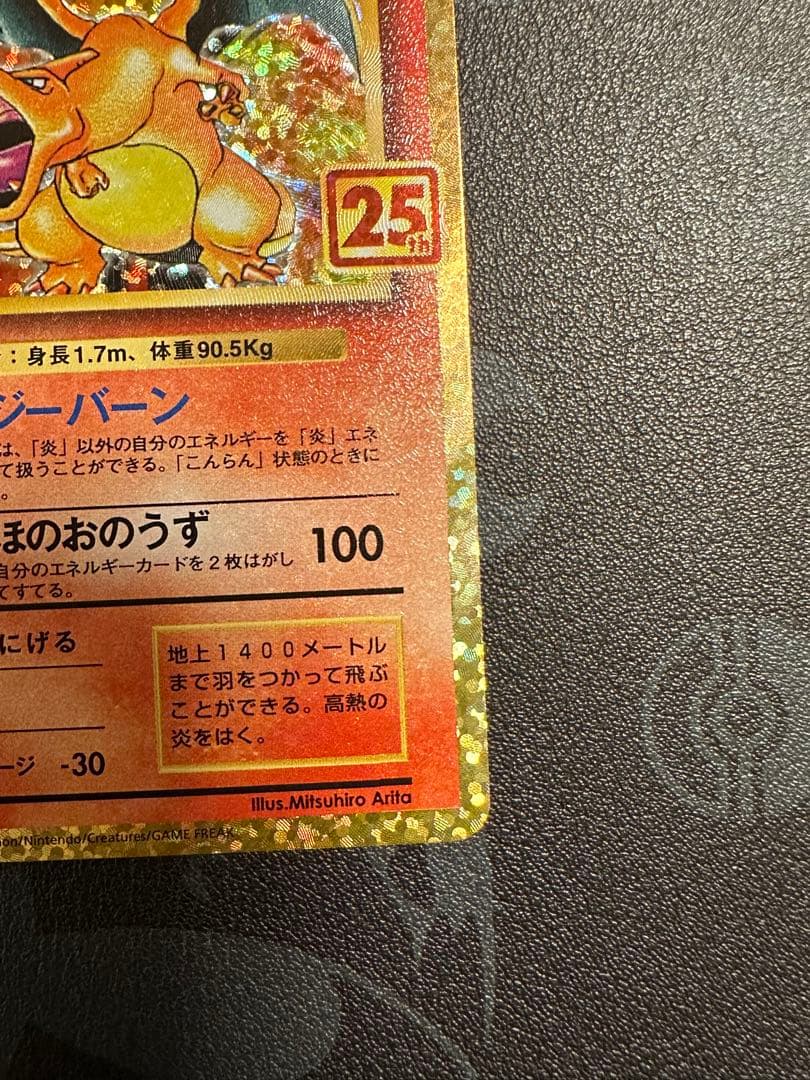 25th
：身長1.7m、体重90.5Kg
ジーバーン
は、「炎」以外の自分のエネルギーを「炎」エネ
て扱うことができる。「こんらん」状態のときに
。
ほのおのうず 100
自分のエネルギーカードを2枚はがし
てすてる。
にげる
地上1400メートル
まで羽をつかって飛ぶ
ことができる。高熱の
炎をはく。
ージ -30
Illus.Mitsuhiro Arita
on/Nintendo/Creatures/GAME FREAK